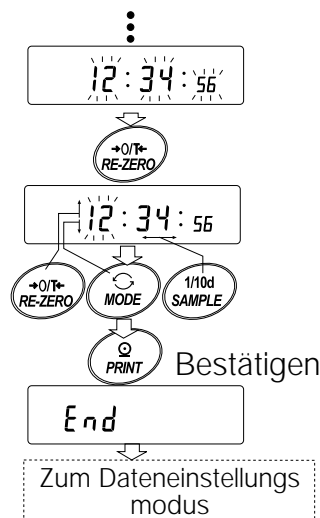 12:34:56
→0/T←
RE-ZERO
12:34:56
→0/T←
RE-ZERO
MODE
1/10d
SAMPLE
PRINT
Bestätigen
End
Zum Dateneinstellungs
modus